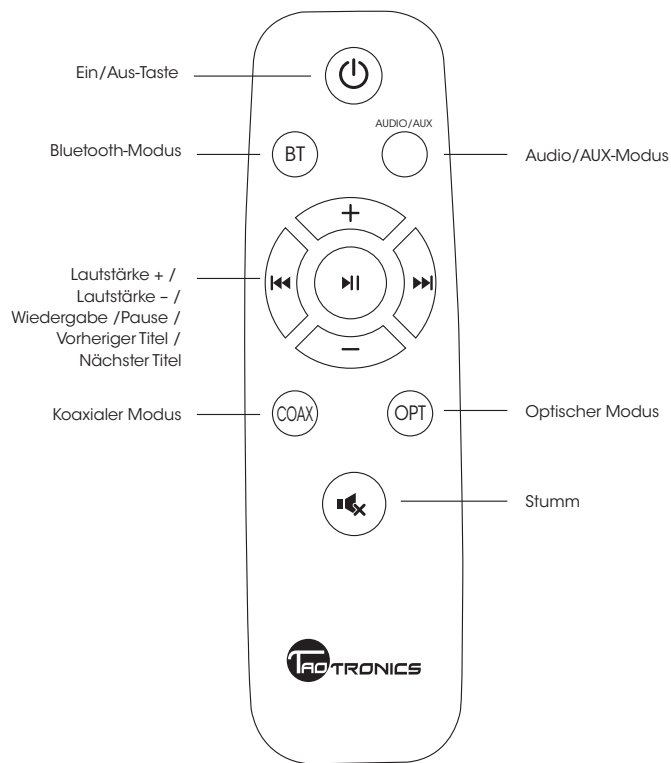 Ein/Aus-Taste
AUDIO/AUX
Bluetooth-Modus
BT
Audio/AUX-Modus
Lautstärke + /
Lautstärke – /
Wiedergabe /Pause /
Vorheriger Titel /
Nächster Titel
Koaxialer Modus
COAX
OPT
Optischer Modus
Stumm
TAOTRONICS